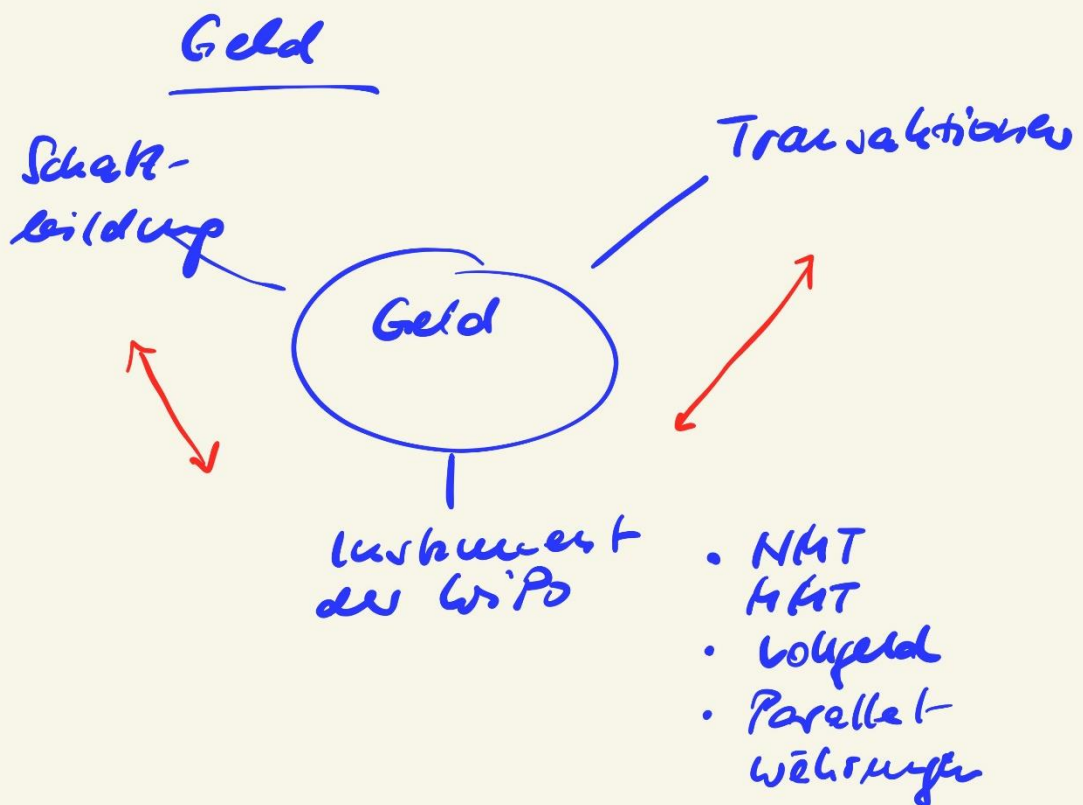 Geld
Schatz-
bildung
Transaktionen
Geld
Instrument
der WiPo
• NMT
MMT
• Vollgeld
• Parallel-
währungen